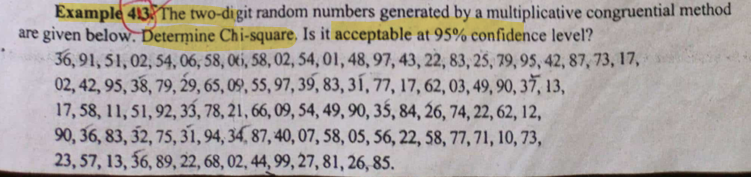 Example 4.3. The two-digit random numbers generated by a multiplicative congruential method
are given below. Determine Chi-square. Is it acceptable at 95% confidence level?
36, 91, 51, 02, 54, 06, 58, 06, 58, 02, 54, 01, 48, 97, 43, 22, 83, 25, 79, 95, 42, 87, 73, 17,
02, 42, 95, 38, 79, 29, 65, 09, 55, 97, 39, 83, 31, 77, 17, 62, 03, 49, 90, 37, 13,
17, 58, 11, 51, 92, 33, 78, 21, 66, 09, 54, 49, 90, 35, 84, 26, 74, 22, 62, 12,
90, 36, 83, 32, 75, 31, 94, 34, 87, 40, 07, 58, 05, 56, 22, 58, 77, 71, 10, 73,
23, 57, 13, 36, 89, 22, 68, 02, 44, 99, 27, 81, 26, 85.